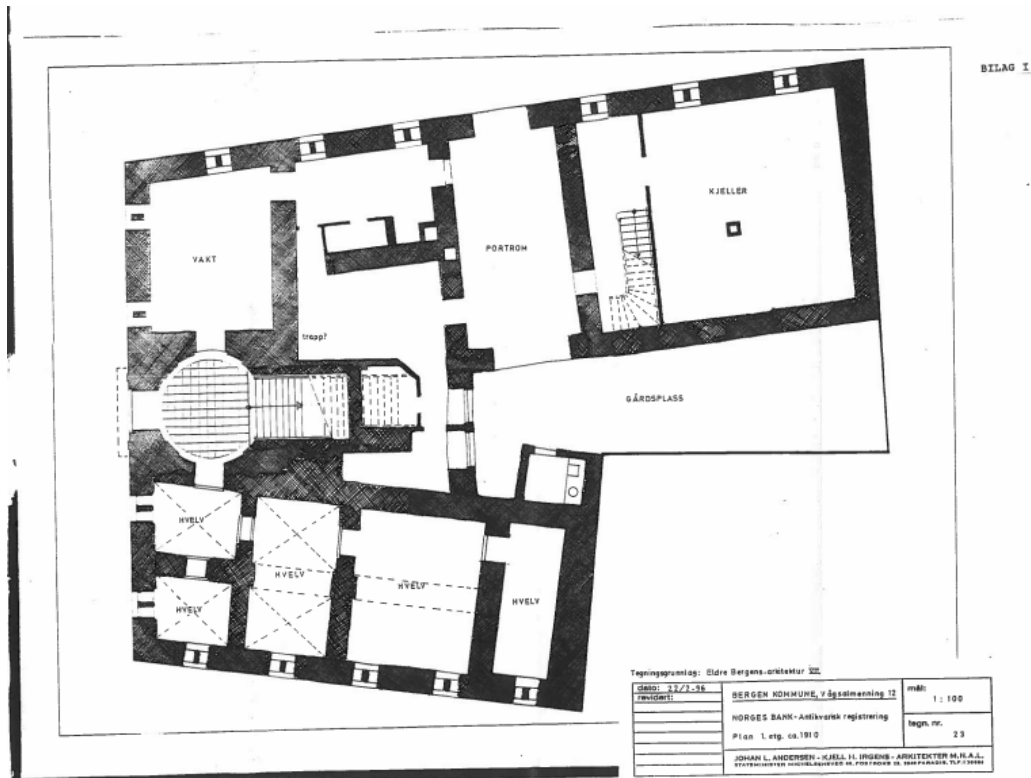 BILAG I
KJELLER
PORTROM
VAKT
trapp?
GÅRDSPLASS
HVELV
HVELV
HVELV
HVELV
HVELV
Tegningsgrunnlag: Eldre Bergens-arkitektur VII
dato: 22/2-96
revidert:
BERGEN KOMMUNE, Vågsalmenning 12
mål:
1:100
NORGES BANK-Antikvarisk registrering
Plan 1. etg. ca. 1910
tegn. nr.
23
JOHAN L. ANDERSEN - KJELL H. IRGENS - ARKITEKTER M.N.A.L.